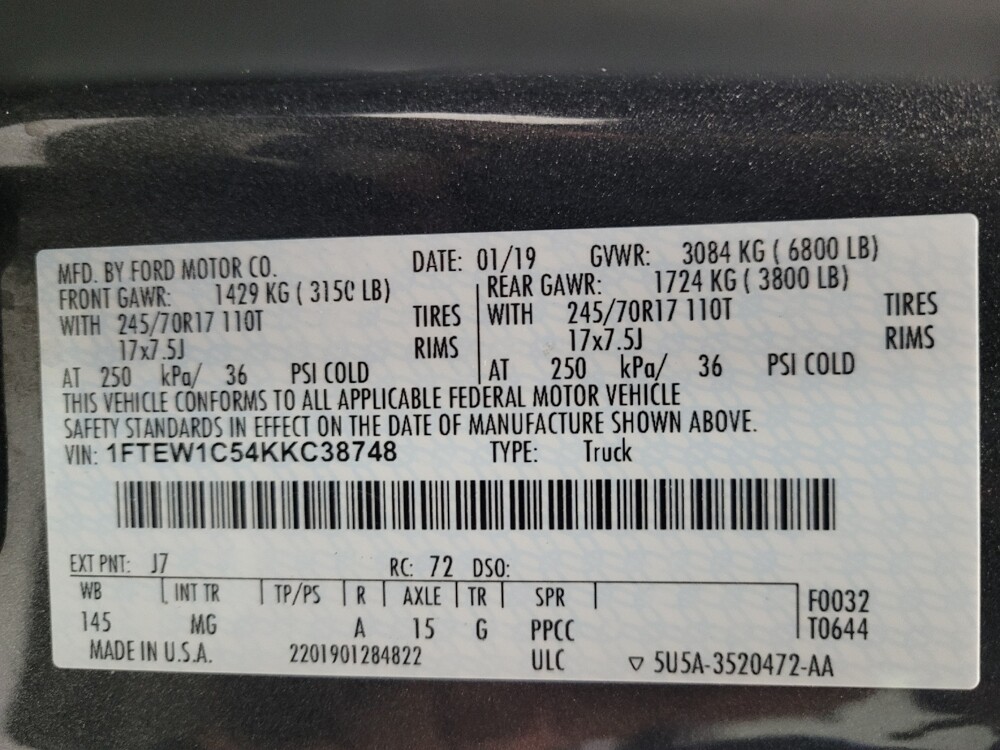 MFD. BY FORD MOTOR CO. DATE: 01/19 GVWR: 3084 KG ( 6800 LB)
FRONT GAWR: 1429 KG ( 3150 LB) REAR GAWR: 1724 KG ( 3800 LB)
WITH 245/70R17 110T TIRES WITH 245/70R17 110T TIRES
17x7.5J RIMS 17x7.5J RIMS
AT 250 kPa/ 36 PSI COLD AT 250 kPa/ 36 PSI COLD
THIS VEHICLE CONFORMS TO ALL APPLICABLE FEDERAL MOTOR VEHICLE
SAFETY STANDARDS IN EFFECT ON THE DATE OF MANUFACTURE SHOWN ABOVE.
VIN: 1FTEW1C54KKC38748 TYPE: Truck
EXT PNT: J7 RC: 72 DSO:
WB INT TR TP/PS R AXLE TR SPR F0032
145 MG A 15 G PPCC T0644
MADE IN U.S.A. 2201901284822 ULC ▽ 5U5A-3520472-AA